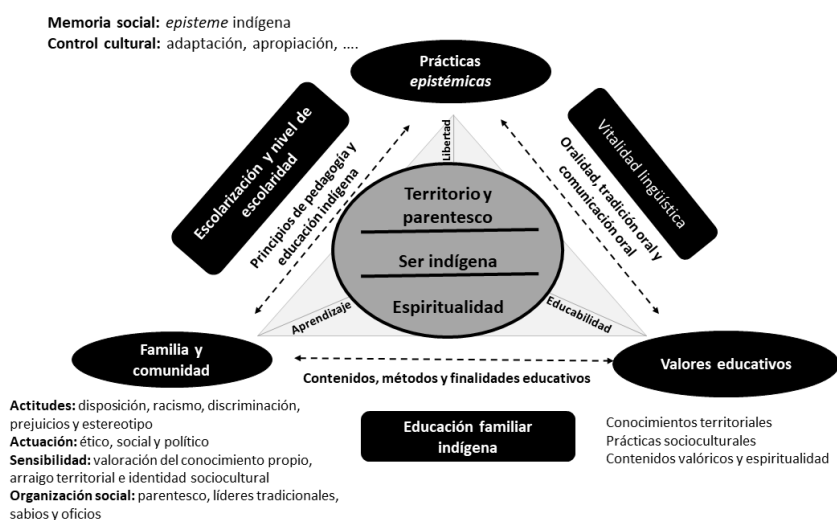 Memoria social: episteme indígena
Control cultural: adaptación, apropiación, ....
Prácticas
epistémicas
Escolarización y nivel de
escolaridad
Principios de pedagogía y
educación indígena
Libertad
Vitalidad lingüística
Oralidad, tradición oral y
comunicación oral
Territorio y
parentesco
Ser indígena
Espiritualidad
Aprendizaje
Educabilidad
Familia y
comunidad
Valores educativos
Contenidos, métodos y finalidades educativos
Actitudes: disposición, racismo, discriminación,
prejuicios y estereotipo
Actuación: ético, social y político
Sensibilidad: valoración del conocimiento propio,
arraigo territorial e identidad sociocultural
Organización social: parentesco, líderes tradicionales,
sabios y oficios
Educación familiar
indígena
Conocimientos territoriales
Prácticas socioculturales
Contenidos valóricos y espiritualidad